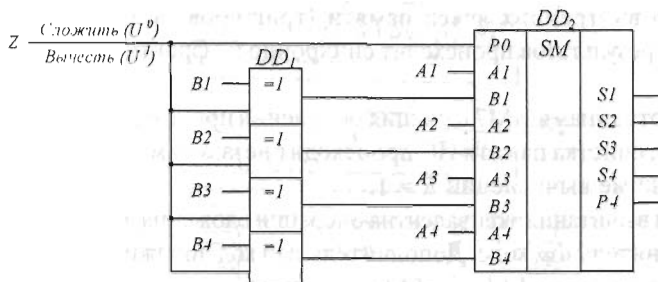 Z Сложить (U⁰)
Вычесть (U¹)
DD₁
DD₂
B1 =1
B2 =1
B3 =1
B4 =1
P0 SM
A1 A1
B1 S1
A2 A2 S2
B2 S3
A3 A3 S4
B3 P4
A4 A4
B4